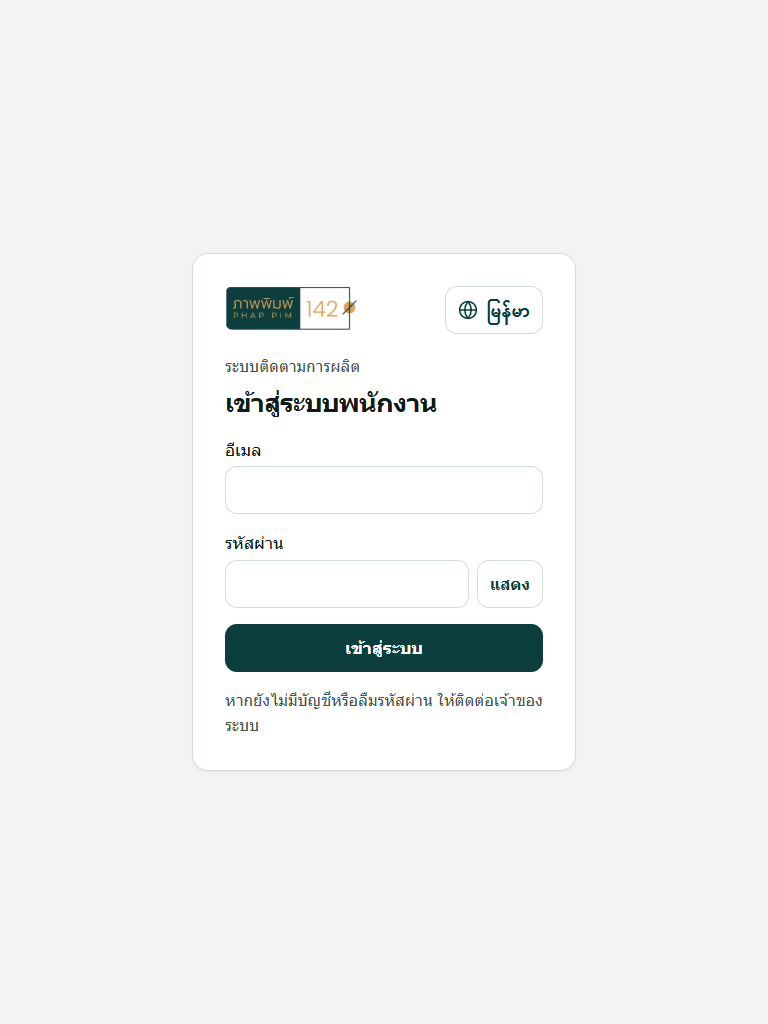 ภาพพิมพ์
PHAP PIM
142
မြန်မာ
ระบบติดตามการผลิต
เข้าสู่ระบบพนักงาน
อีเมล
รหัสผ่าน
แสดง
เข้าสู่ระบบ
หากยังไม่มีบัญชีหรือลืมรหัสผ่าน ให้ติดต่อเจ้าของ
ระบบ